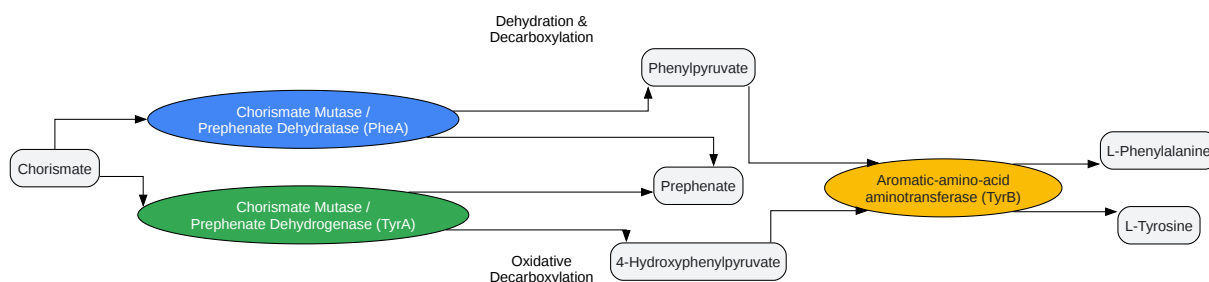 Dehydration &
Decarboxylation
Phenylpyruvate
Chorismate Mutase /
Prephenate Dehydratase (PheA)
L-Phenylalanine
Chorismate
Prephenate
Aromatic-amino-acid
aminotransferase (TyrB)
Chorismate Mutase /
Prephenate Dehydrogenase (TyrA)
L-Tyrosine
Oxidative
Decarboxylation
4-Hydroxyphenylpyruvate